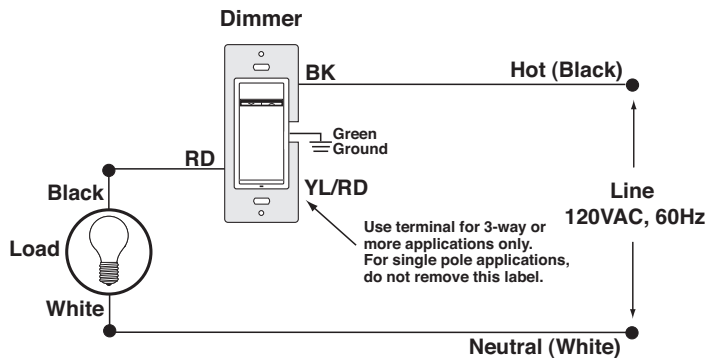 Dimmer
BK
Hot (Black)
Green
Ground
RD
YL/RD
Black
Line
120VAC, 60Hz
Use terminal for 3-way or
more applications only.
For single pole applications,
do not remove this label.
Load
White
Neutral (White)